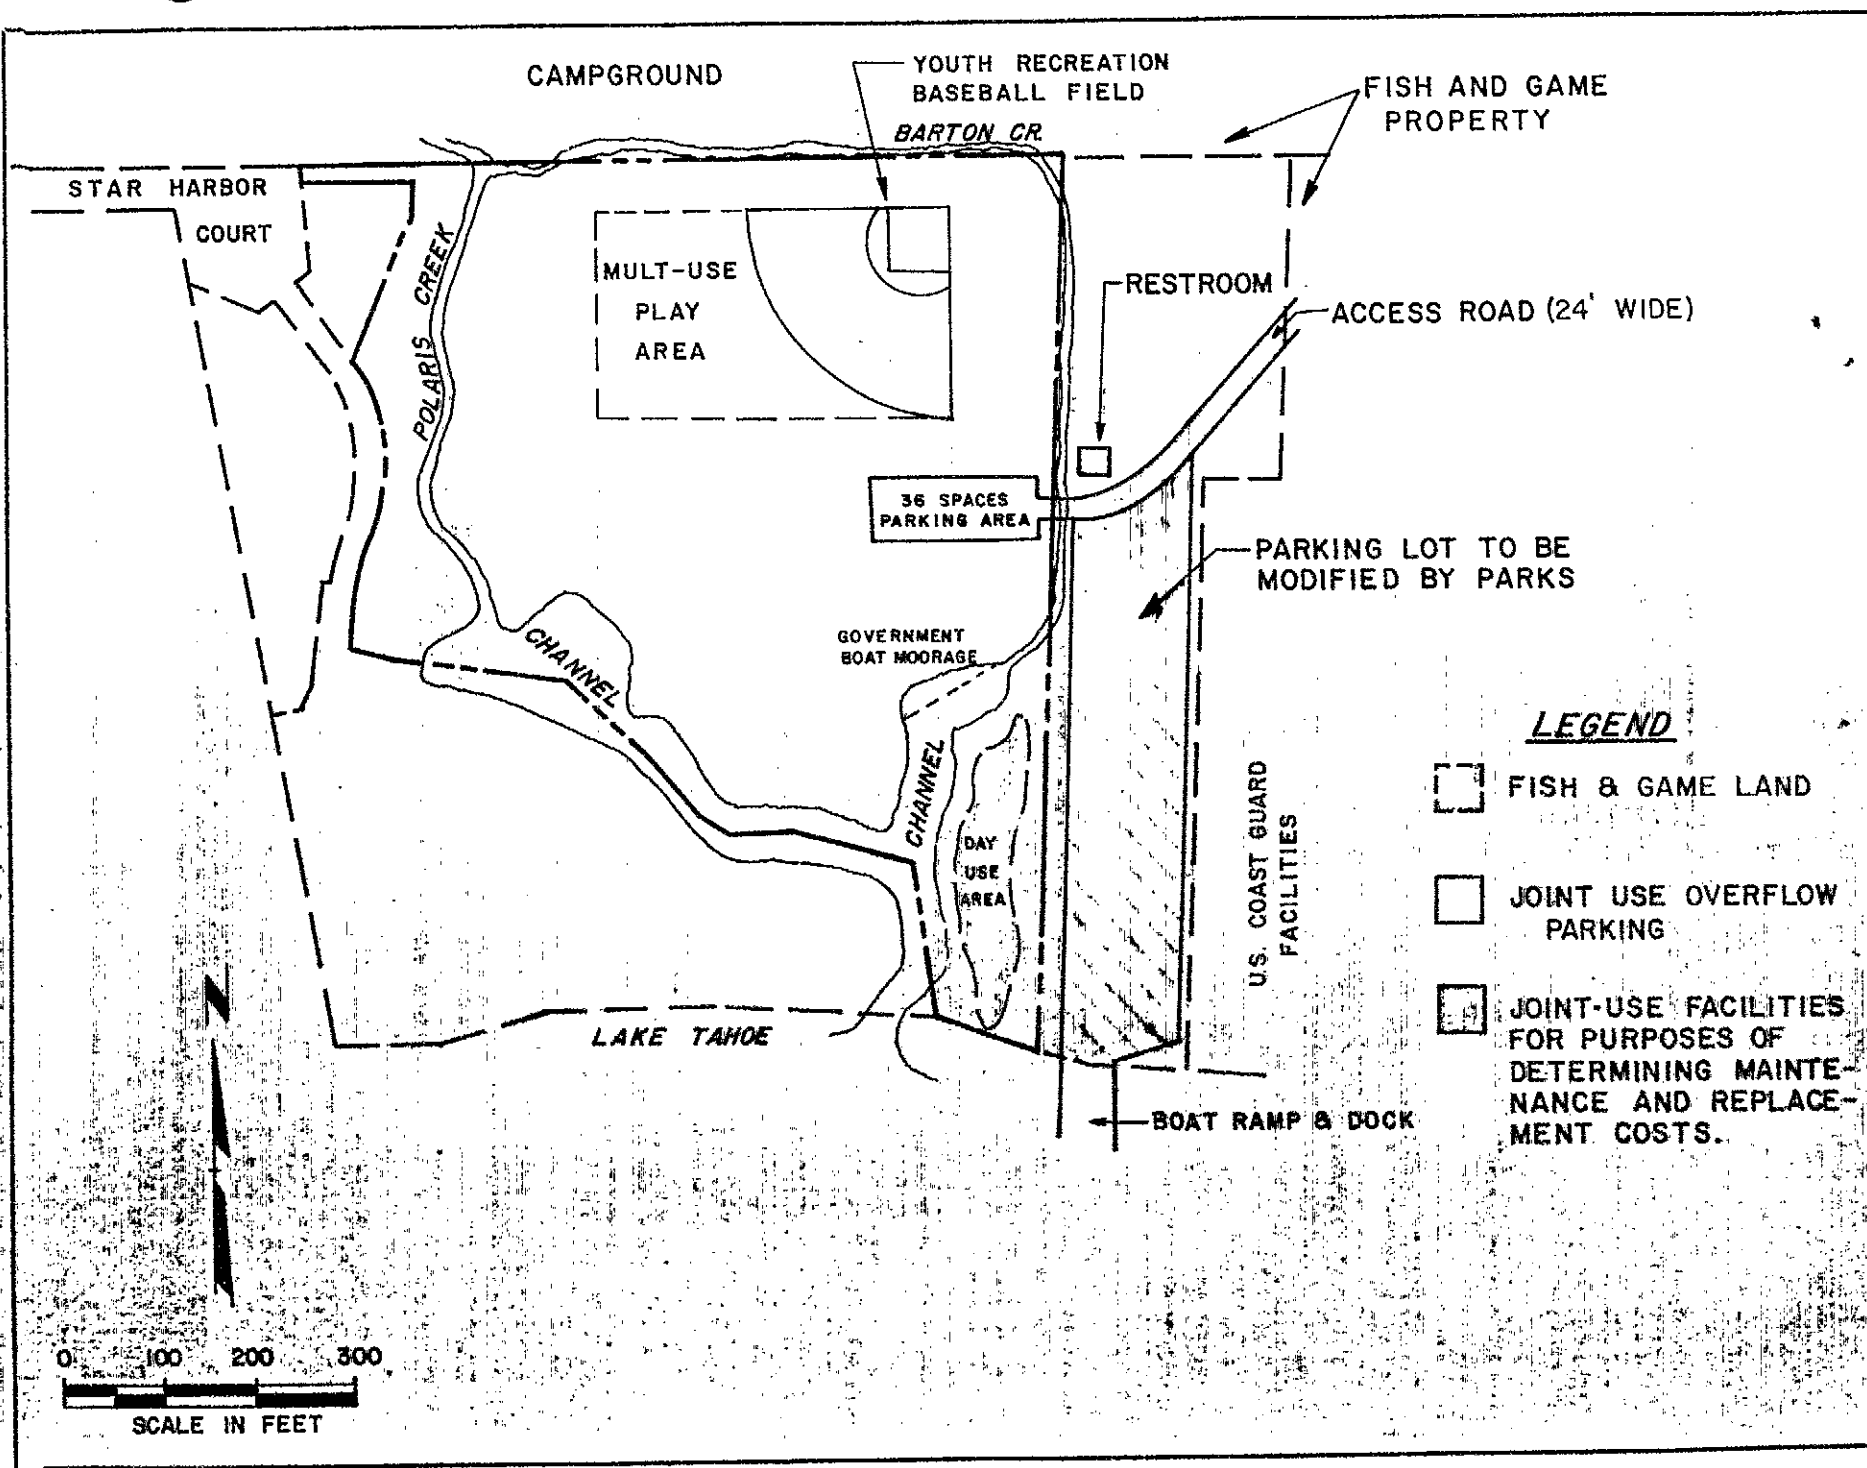 CAMPGROUND
YOUTH RECREATION
BASEBALL FIELD
BARTON CR.
FISH AND GAME
PROPERTY
STAR HARBOR
COURT
POLARIS CREEK
MULT-USE
PLAY
AREA
RESTROOM
ACCESS ROAD (24' WIDE)
36 SPACES
PARKING AREA
PARKING LOT TO BE
MODIFIED BY PARKS
CHANNEL
GOVERNMENT
BOAT MOORAGE
CHANNEL
DAY
USE
AREA
U.S. COAST GUARD
FACILITIES
LEGEND
FISH & GAME LAND
JOINT USE OVERFLOW
PARKING
JOINT-USE FACILITIES
FOR PURPOSES OF
DETERMINING MAINTE-
NANCE AND REPLACE-
MENT COSTS.
N
LAKE TAHOE
BOAT RAMP & DOCK
0 100 200 300
SCALE IN FEET